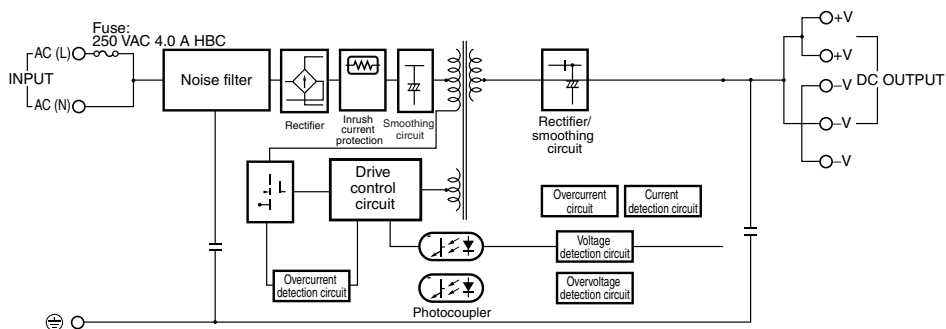 Fuse:
250 VAC 4.0 A HBC
AC (L)
INPUT
AC (N)
Noise filter
Rectifier
Inrush
current
protection
Smoothing
circuit
Rectifier/
smoothing
circuit
+V
+V
–V
DC OUTPUT
–V
–V
Drive
control
circuit
Overcurrent
circuit
Current
detection circuit
Voltage
detection circuit
Overcurrent
detection circuit
Overvoltage
detection circuit
Photocoupler